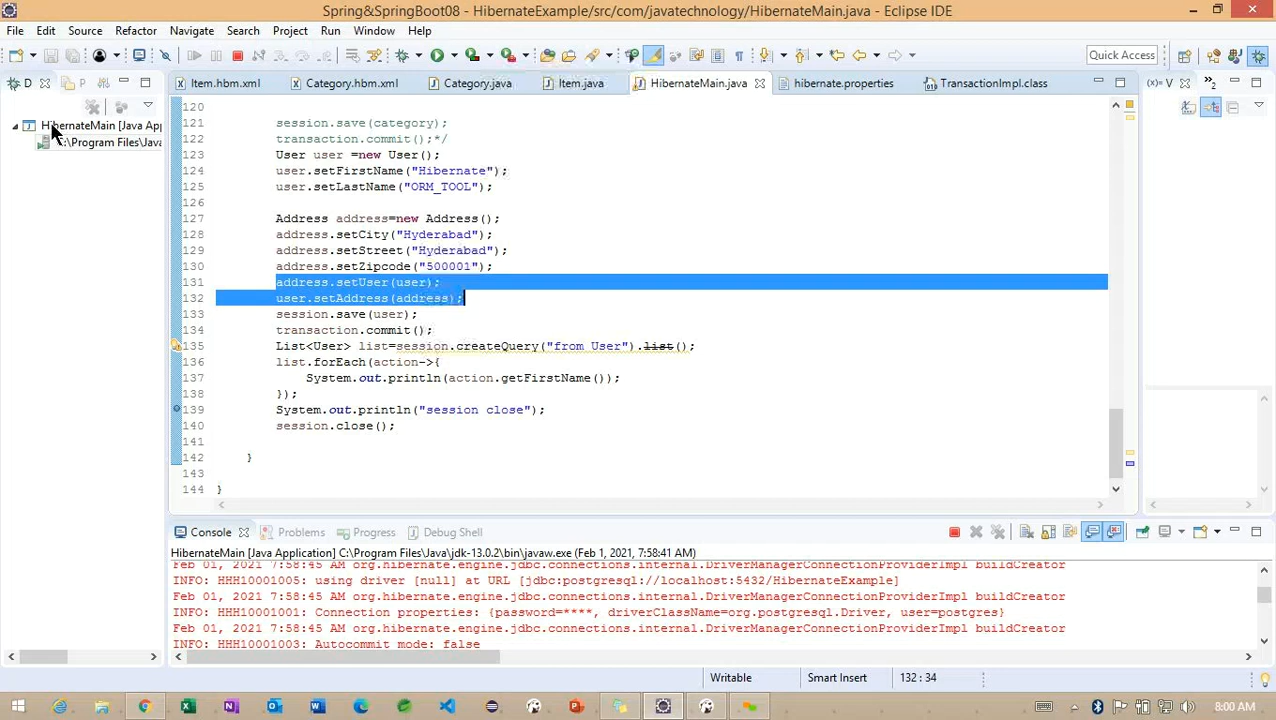 Spring&SpringBoot08 - HibernateExample/src/com/javatechnology/HibernateMain.java - Eclipse IDE
File Edit Source Refactor Navigate Search Project Run Window Help
Quick Access
D P Item.hbm.xml Category.hbm.xml Category.java Item.java HibernateMain.java hibernate.properties TransactionImpl.class V
HibernateMain [Java App
:\Program Files\Java
120
121 session.save(category);
122 transaction.commit();*/
123 User user =new User();
124 user.setFirstName("Hibernate");
125 user.setLastName("ORM_TOOL");
126
127 Address address=new Address();
128 address.setCity("Hyderabad");
129 address.setStreet("Hyderabad");
130 address.setZipcode("500001");
131 address.setUser(user);
132 user.setAddress(address);
133 session.save(user);
134 transaction.commit();
135 List<User> list=session.createQuery("from User").list();
136 list.forEach(action->{
137 System.out.println(action.getFirstName());
138 });
139 System.out.println("session close");
140 session.close();
141
142 }
143
144 }
Console Problems Progress Debug Shell
HibernateMain [Java Application] C:\Program Files\Java\jdk-13.0.2\bin\javaw.exe (Feb 1, 2021, 7:58:41 AM)
Feb 01, 2021 7:58:45 AM org.hibernate.engine.jdbc.connections.internal.DriverManagerConnectionProviderImpl buildCreator
INFO: HHH10001005: using driver [null] at URL [jdbc:postgresql://localhost:5432/HibernateExample]
Feb 01, 2021 7:58:45 AM org.hibernate.engine.jdbc.connections.internal.DriverManagerConnectionProviderImpl buildCreator
INFO: HHH10001001: Connection properties: {password=****, driverClassName=org.postgresql.Driver, user=postgres}
Feb 01, 2021 7:58:45 AM org.hibernate.engine.jdbc.connections.internal.DriverManagerConnectionProviderImpl buildCreator
INFO: HHH10001003: Autocommit mode: false
Writable Smart Insert 132 : 34
8:00 AM